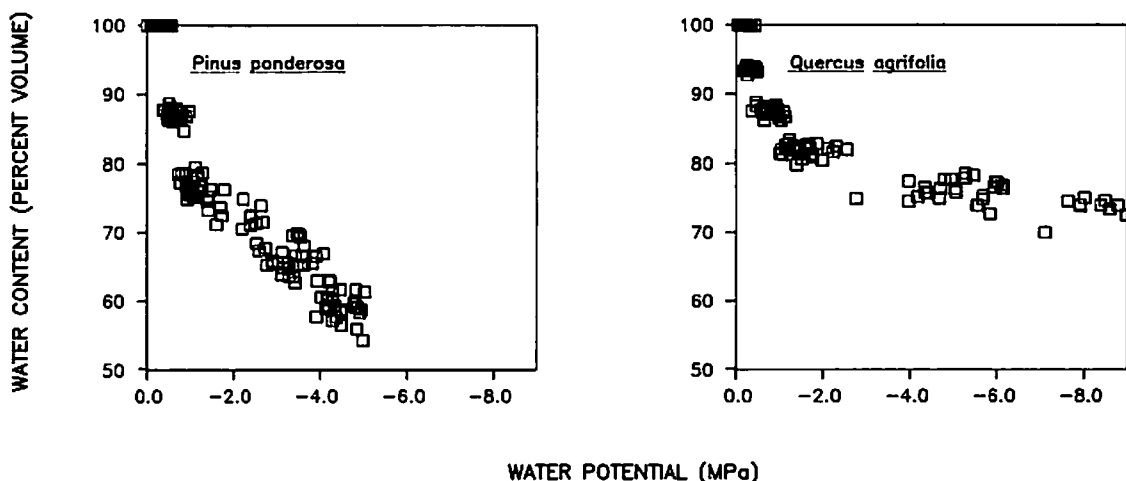 WATER CONTENT (PERCENT VOLUME)
100
90
80
70
60
50
Pinus ponderosa
0.0 -2.0 -4.0 -6.0 -8.0
100
90
80
70
60
50
Quercus agrifolia
0.0 -2.0 -4.0 -6.0 -8.0
WATER POTENTIAL (MPa)